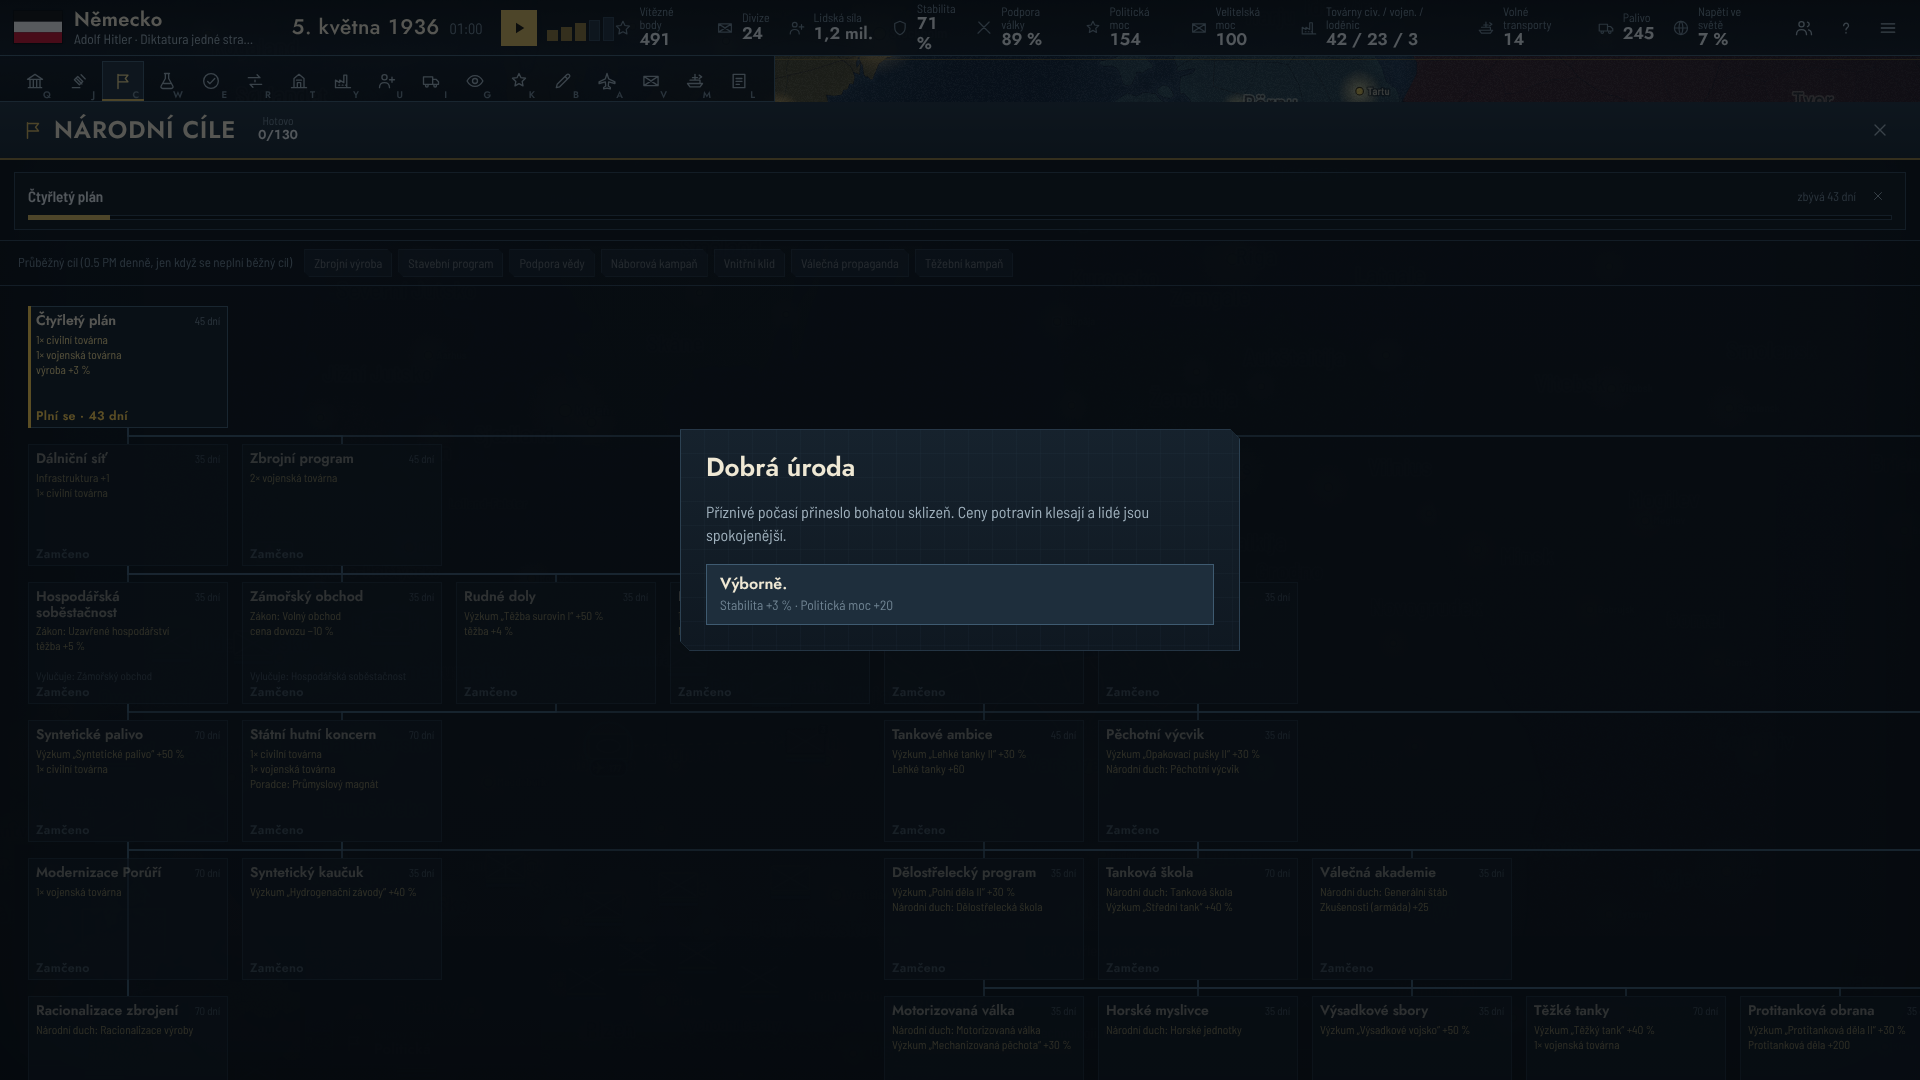 Německo
Adolf Hitler · Diktatura jedné stra...
5. května 1936 01:00
Vítězné body 491
Divize 24
Lidská síla 1,2 mil.
Stabilita 71 %
Podpora války 89 %
Politická moc 154
Velitelská moc 100
Továrny civ. / vojen. / loděnic 42 / 23 / 3
Volné transporty 14
Palivo 245
Napětí ve světě 7 %
?
Q J C W E R T Y U I G K B A V M L
Tartu
NÁRODNÍ CÍLE
Hotovo
0/130
Čtyřletý plán
zbývá 43 dní
Průběžný cíl (0.5 PM denně, jen když se neplní běžný cíl)
Zbrojní výroba
Stavební program
Podpora vědy
Náborová kampaň
Vnitřní klid
Válečná propaganda
Těžební kampaň
Čtyřletý plán 45 dní
1× civilní továrna
1× vojenská továrna
výroba +3 %
Plní se · 43 dní
Dálniční síť 35 dní
Infrastruktura +1
1× civilní továrna
Zamčeno
Zbrojní program 45 dní
2× vojenská továrna
Zamčeno
Dobrá úroda
Příznivé počasí přineslo bohatou sklizeň. Ceny potravin klesají a lidé jsou
spokojenější.
Výborně.
Stabilita +3 % · Politická moc +20
Hospodářská soběstačnost 35 dní
Zákon: Uzavřené hospodářství
těžba +5 %
Vylučuje: Zámořský obchod
Zamčeno
Zámořský obchod 35 dní
Zákon: Volný obchod
cena dovozu −10 %
Vylučuje: Hospodářská soběstačnost
Zamčeno
Rudné doly 35 dní
Výzkum „Těžba surovin I“ +50 %
těžba +4 %
Zamčeno
Zamčeno
Zamčeno
35 dní
Zamčeno
Syntetické palivo 70 dní
Výzkum „Syntetické palivo“ +50 %
1× civilní továrna
Zamčeno
Státní hutní koncern 70 dní
1× civilní továrna
1× vojenská továrna
Poradce: Průmyslový magnát
Zamčeno
Tankové ambice 45 dní
Výzkum „Lehké tanky II“ +30 %
Lehké tanky +60
Zamčeno
Pěchotní výcvik 35 dní
Výzkum „Opakovací pušky II“ +30 %
Národní duch: Pěchotní výcvik
Zamčeno
Modernizace Porúří 70 dní
1× vojenská továrna
Zamčeno
Syntetický kaučuk 35 dní
Výzkum „Hydrogenační závody“ +40 %
Zamčeno
Dělostřelecký program 35 dní
Výzkum „Polní děla II“ +30 %
Národní duch: Dělostřelecká škola
Zamčeno
Tanková škola 70 dní
Národní duch: Tanková škola
Výzkum „Střední tank“ +40 %
Zamčeno
Válečná akademie 35 dní
Národní duch: Generální štáb
Zkušenosti (armáda) +25
Zamčeno
Racionalizace zbrojení 70 dní
Národní duch: Racionalizace výroby
Motorizovaná válka 35 dní
Národní duch: Motorizovaná válka
Výzkum „Mechanizovaná pěchota“ +30 %
Horské myslivce 35 dní
Národní duch: Horské jednotky
Výsadkové sbory 35 dní
Výzkum „Výsadkové vojsko“ +50 %
Těžké tanky 70 dní
Výzkum „Těžký tank“ +40 %
1× vojenská továrna
Protitanková obrana 35
Výzkum „Protitanková děla II“ +30 %
Protitanková děla +200